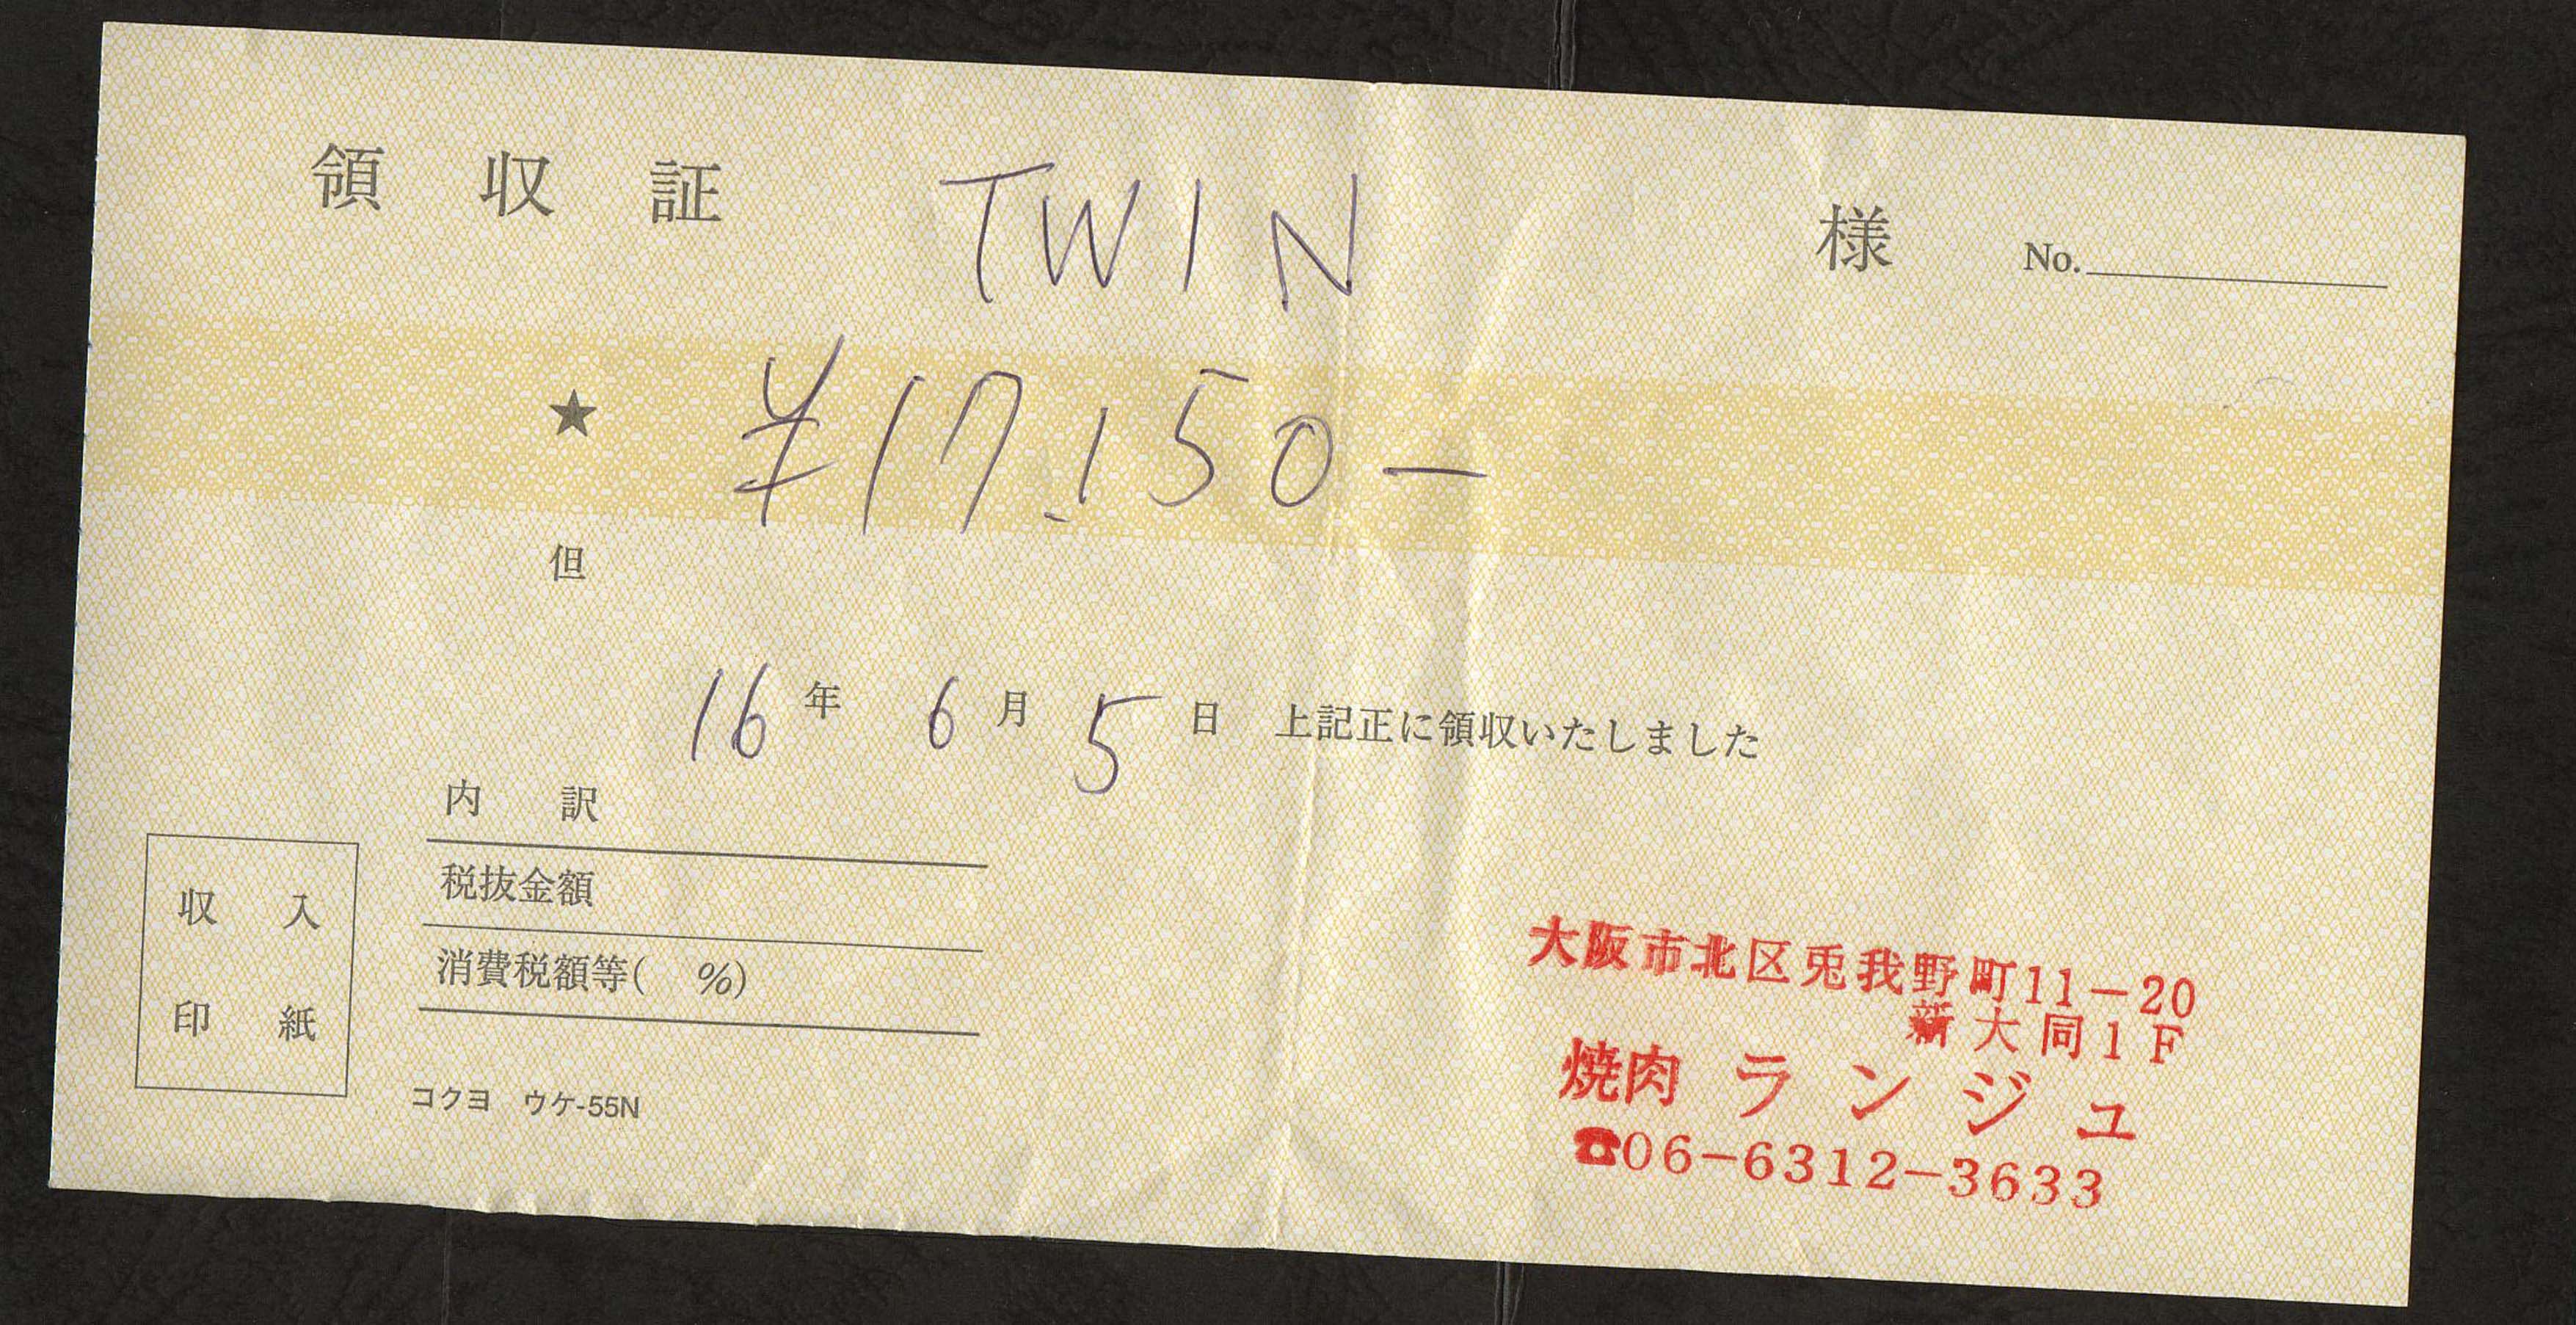 領収証 TWIN 様 No.
★ ¥17,150-
但
16年 6月 5日 上記正に領収いたしました
内訳
税抜金額
消費税額等( %)
収入
印紙
コクヨ ウケ-55N
大阪市北区兎我野町11-20
新大同1F
焼肉 ランジュ
☎06-6312-3633